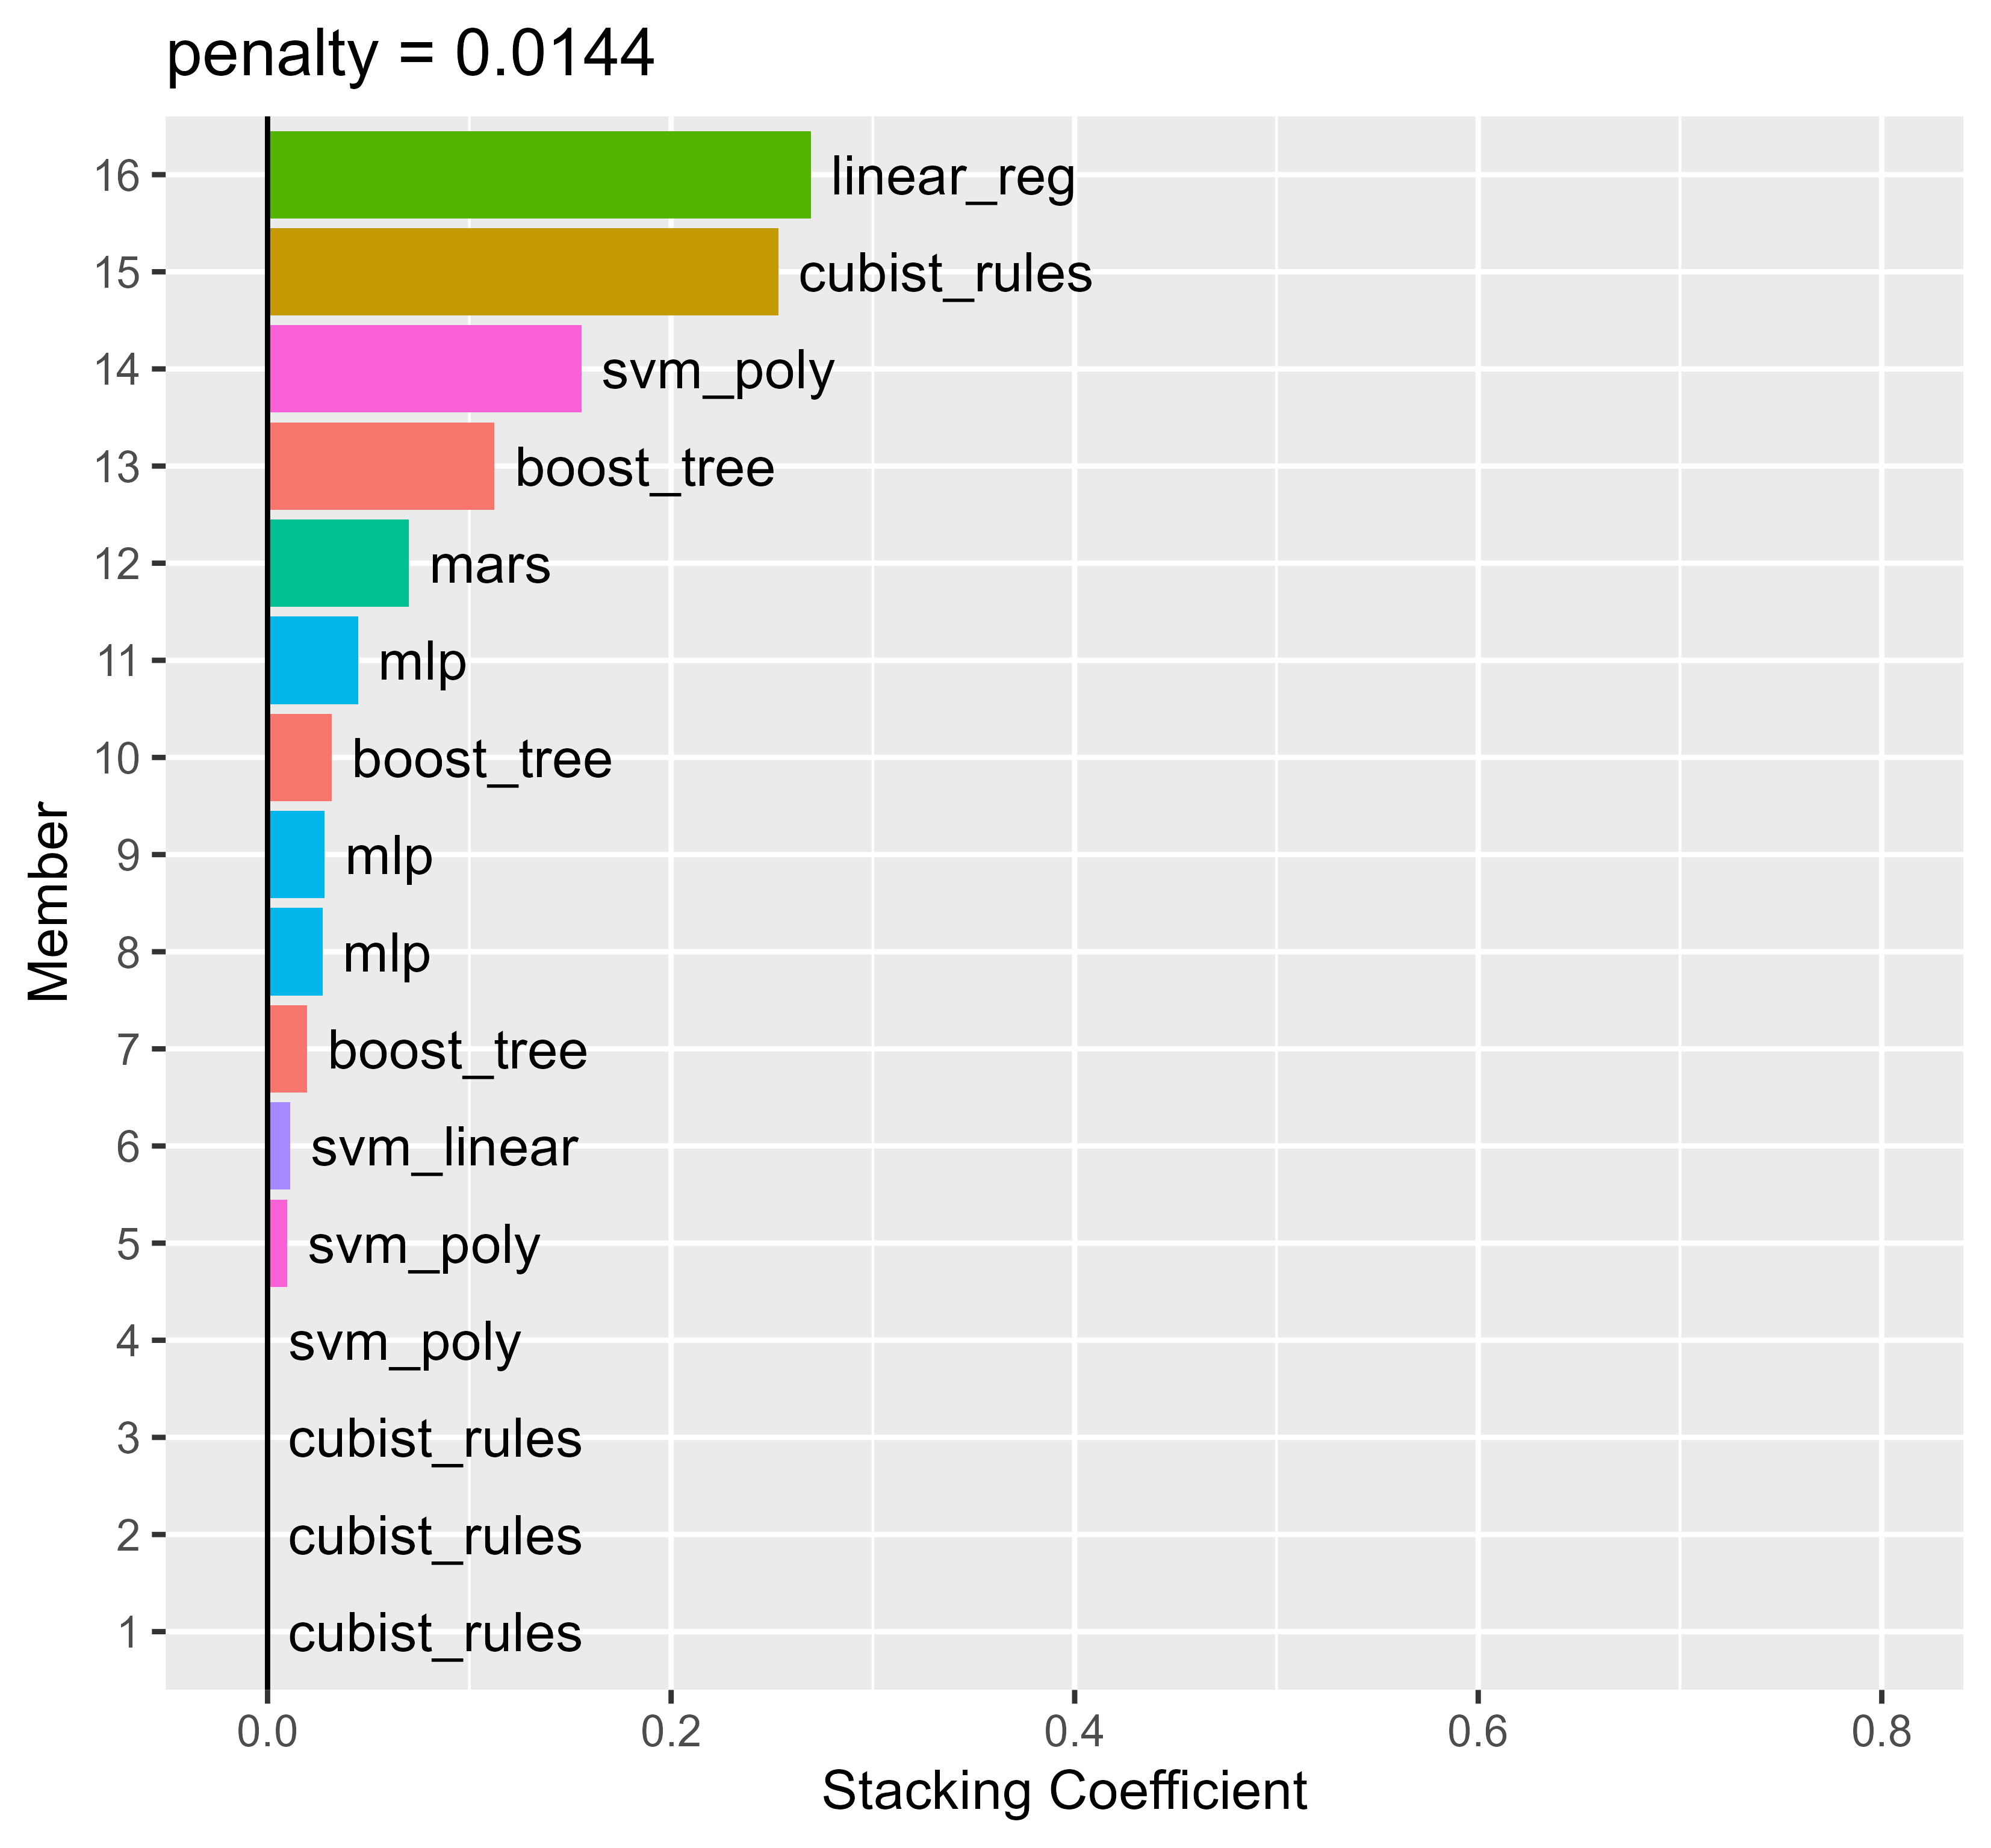 penalty = 0.0144
16 linear_reg
15 cubist_rules
14 svm_poly
13 boost_tree
12 mars
11 mlp
10 boost_tree
9 mlp
8 mlp
7 boost_tree
6 svm_linear
5 svm_poly
4 svm_poly
3 cubist_rules
2 cubist_rules
1 cubist_rules
Member
0.0 0.2 0.4 0.6 0.8
Stacking Coefficient